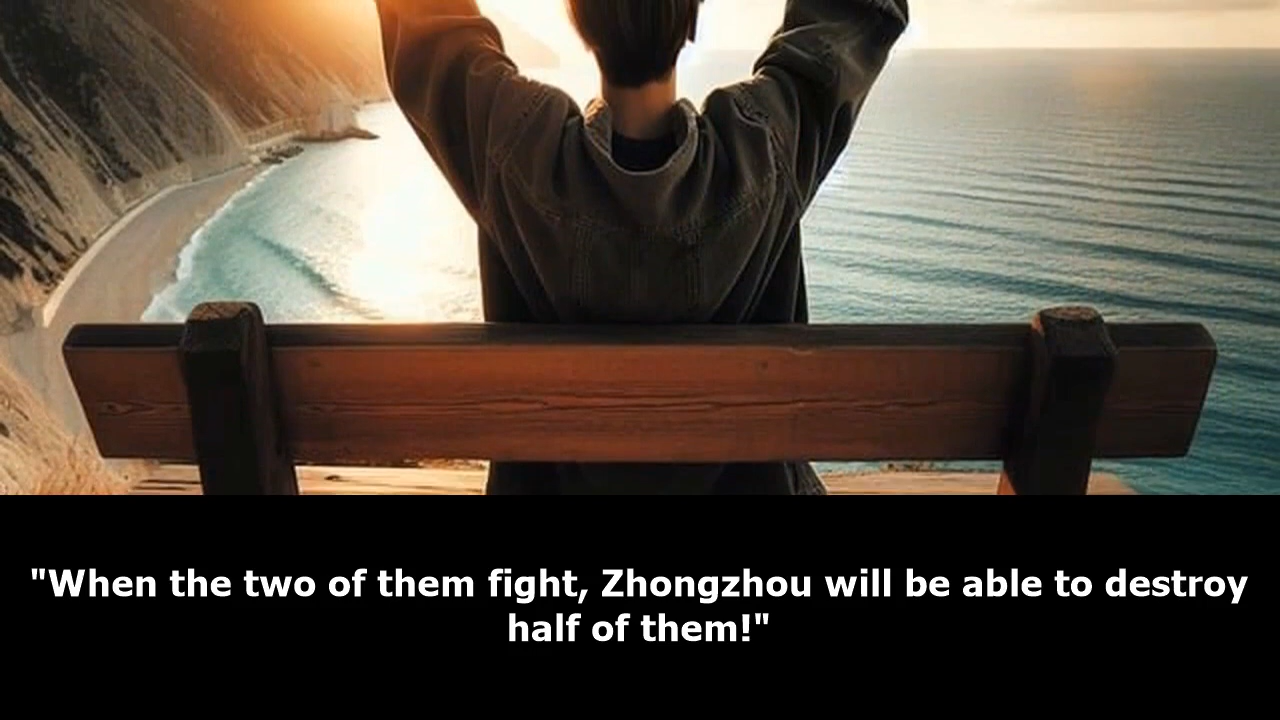 "When the two of them fight, Zhongzhou will be able to destroy
half of them!"